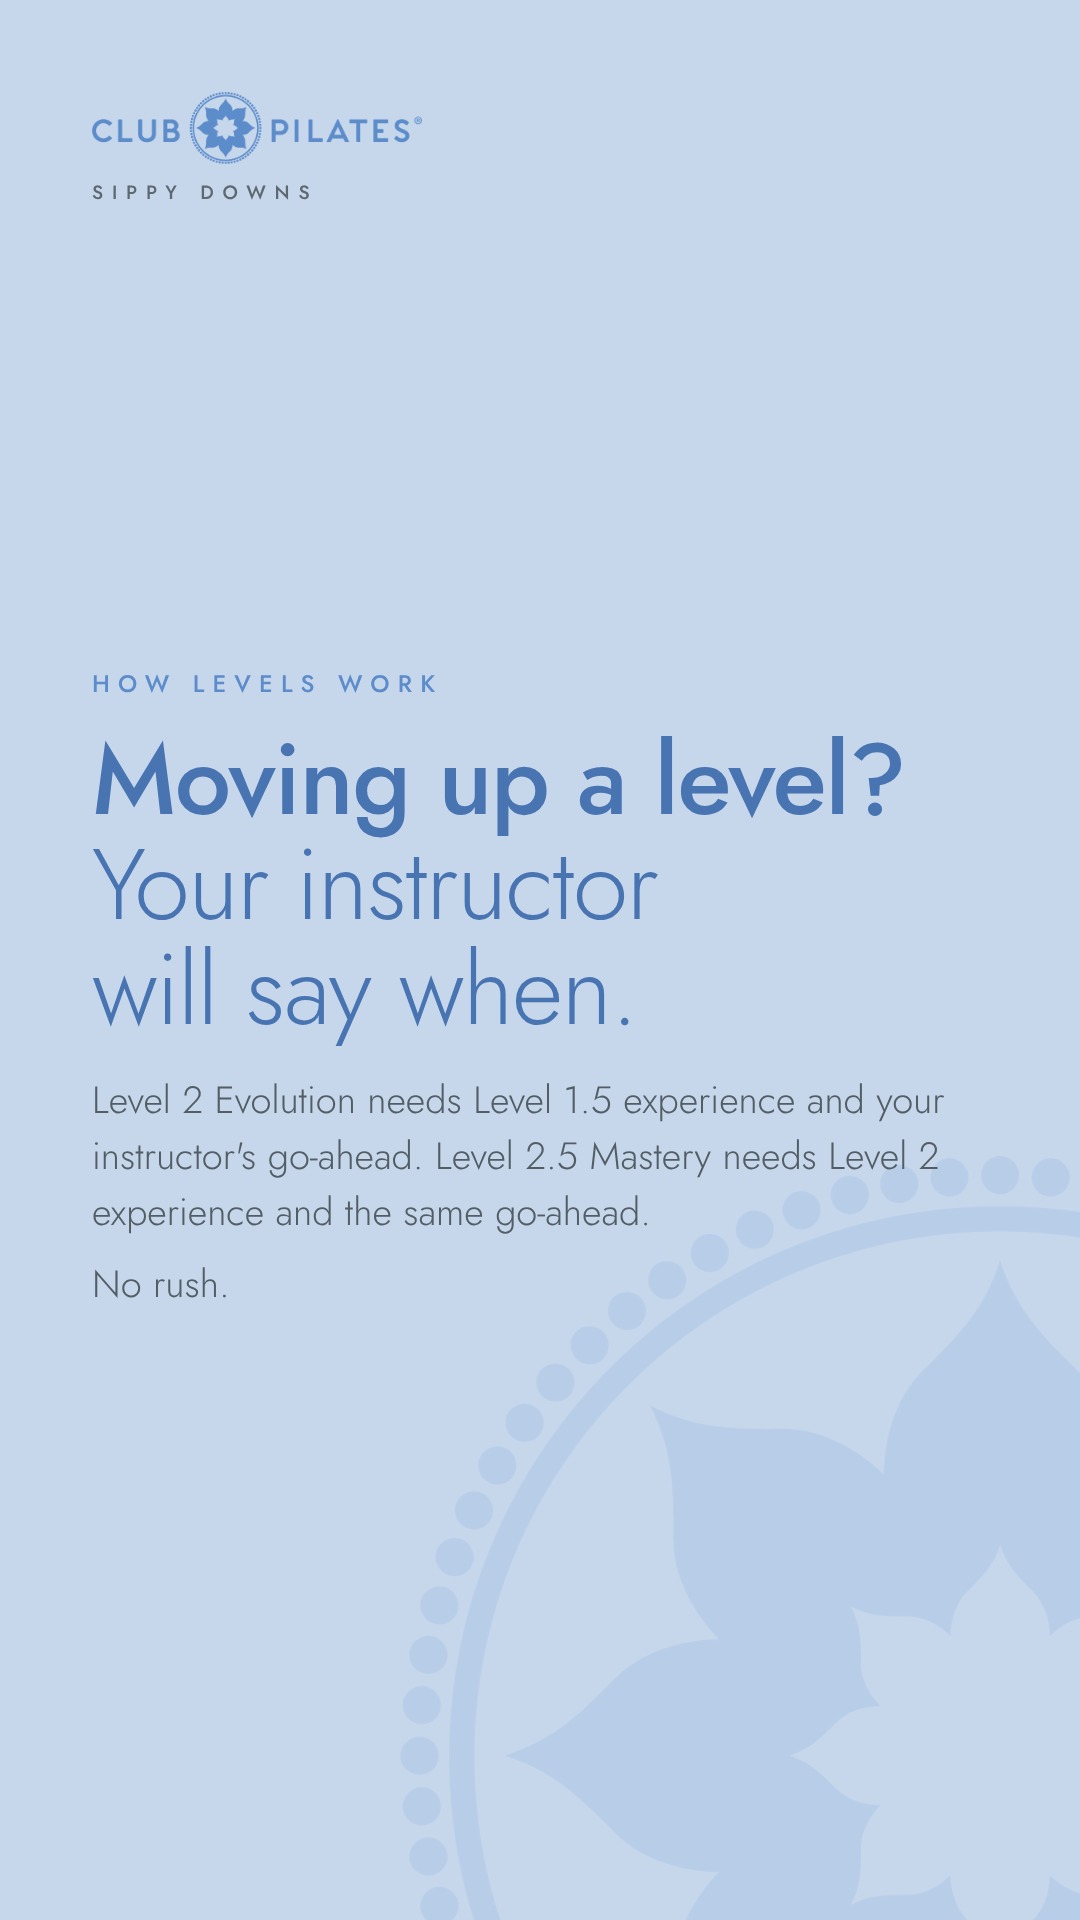 CLUB PILATES®
SIPPY DOWNS
HOW LEVELS WORK
Moving up a level?
Your instructor
will say when.
Level 2 Evolution needs Level 1.5 experience and your
instructor's go-ahead. Level 2.5 Mastery needs Level 2
experience and the same go-ahead.
No rush.